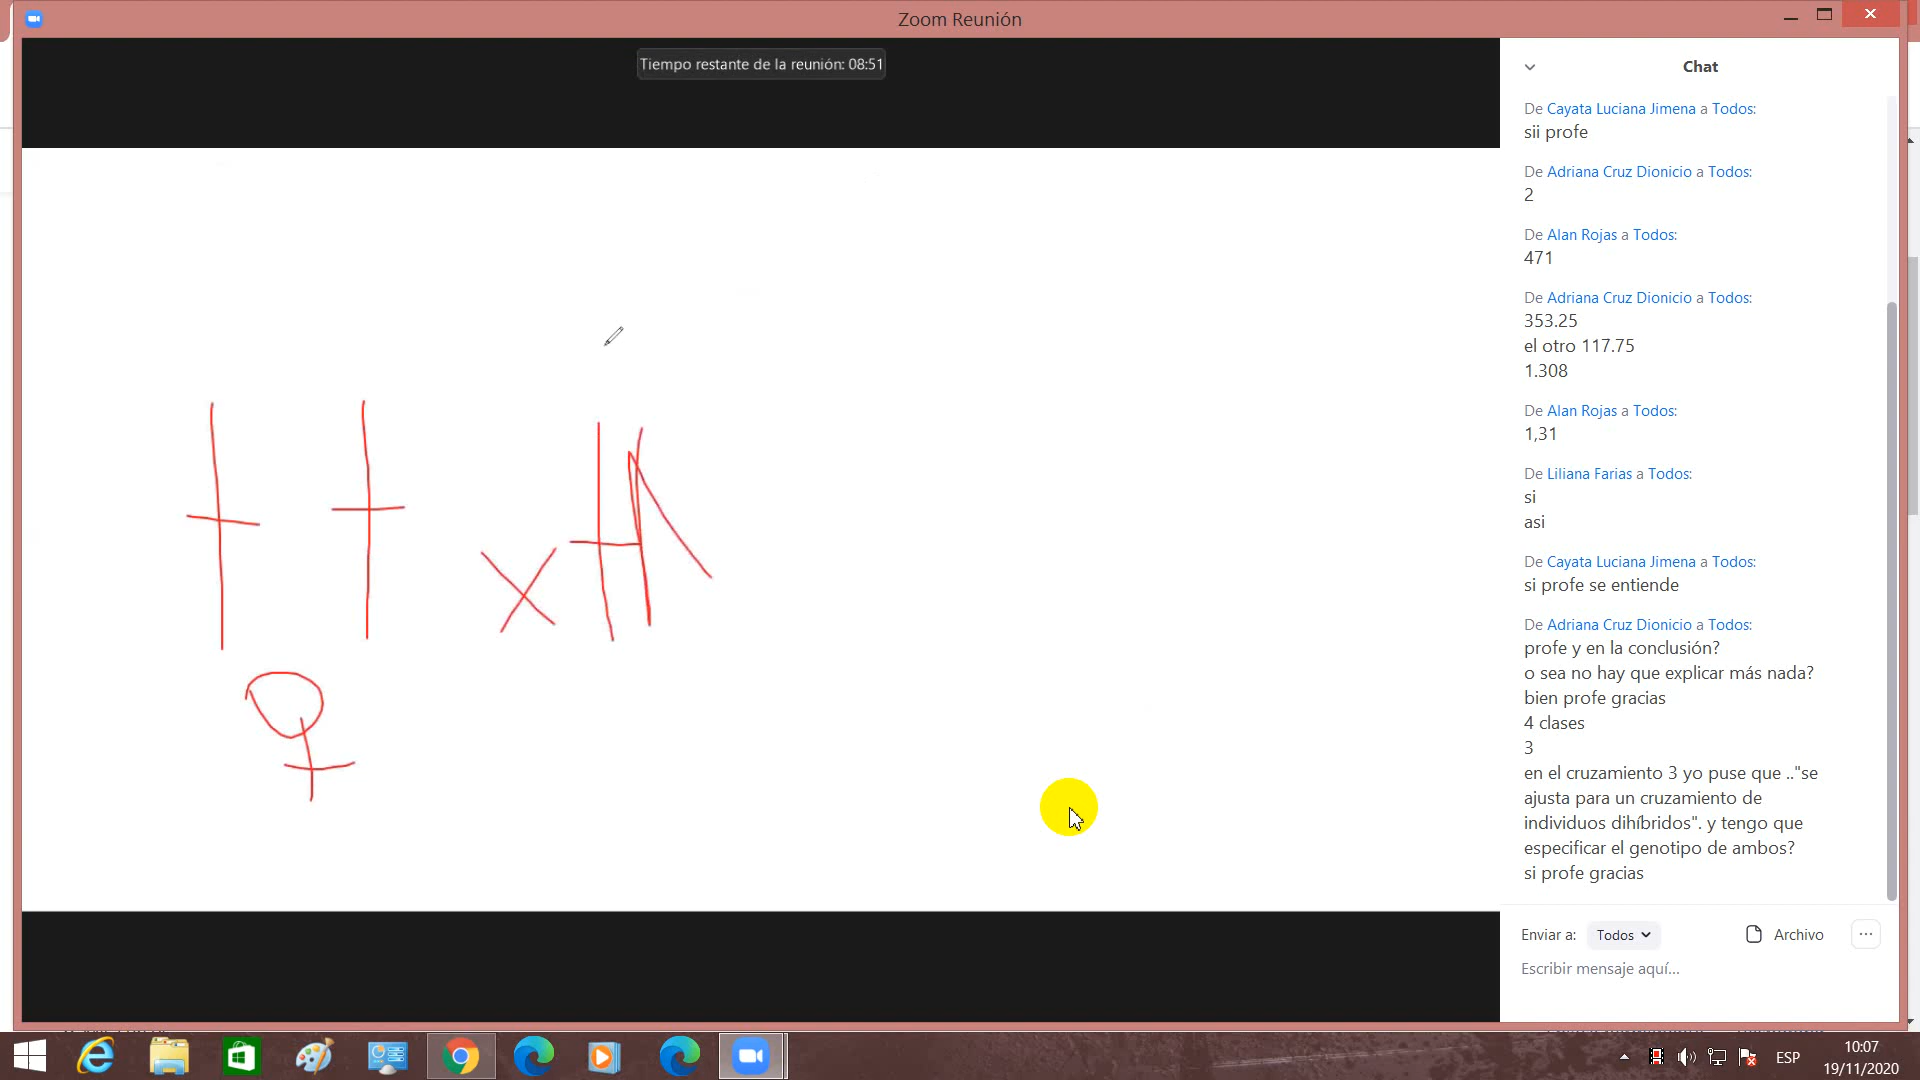 Zoom Reunión
Tiempo restante de la reunión: 08:51
Chat
De Cayata Luciana Jimena a Todos:
sii profe
De Adriana Cruz Dionicio a Todos:
2
De Alan Rojas a Todos:
471
De Adriana Cruz Dionicio a Todos:
353.25
el otro 117.75
1.308
De Alan Rojas a Todos:
1,31
De Liliana Farias a Todos:
si
asi
De Cayata Luciana Jimena a Todos:
si profe se entiende
De Adriana Cruz Dionicio a Todos:
profe y en la conclusión?
o sea no hay que explicar más nada?
bien profe gracias
4 clases
3
en el cruzamiento 3 yo puse que .."se
ajusta para un cruzamiento de
individuos dihíbridos". y tengo que
especificar el genotipo de ambos?
si profe gracias
♀
Enviar a: Todos
Archivo
Escribir mensaje aquí...
ESP
10:07
19/11/2020